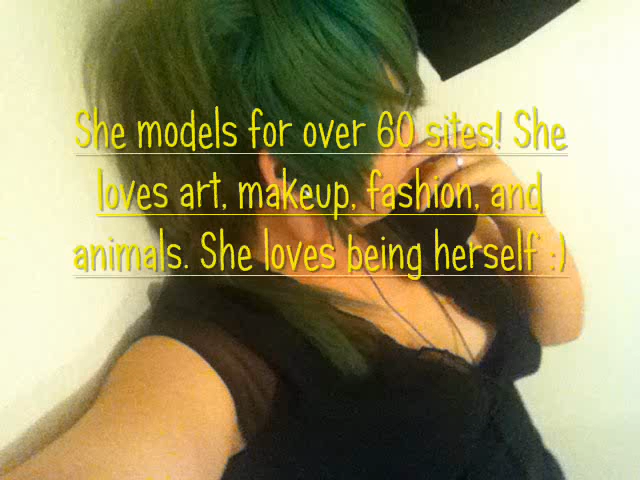 She models for over 60 sites! She
loves art, makeup, fashion, and
animals. She loves being herself :)